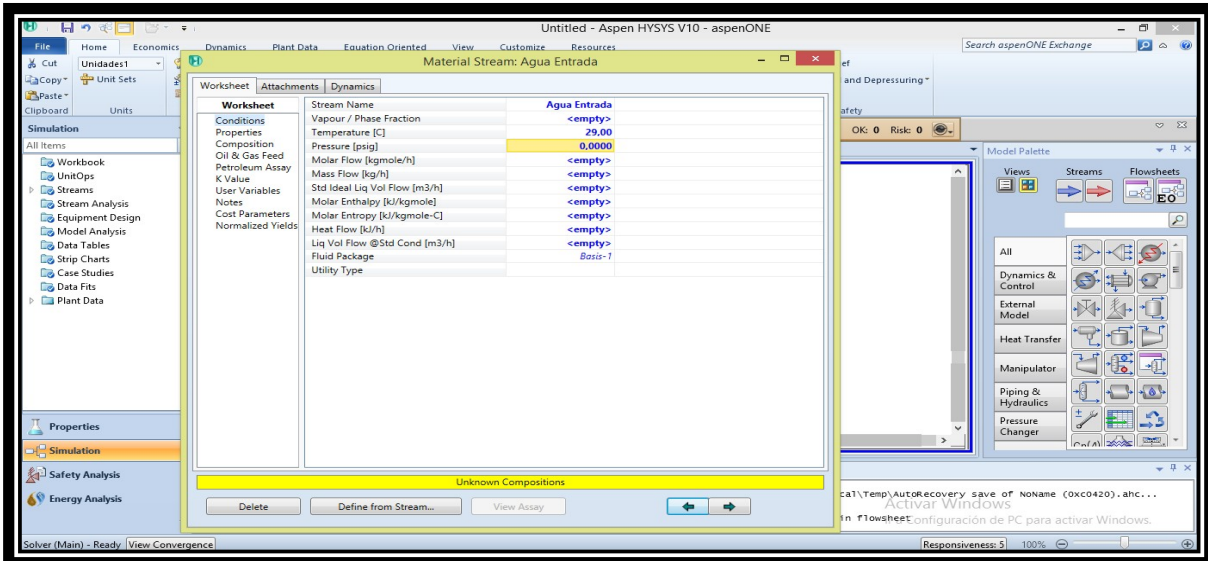 Untitled - Aspen HYSYS V10 - aspenONE
File Home Economics Dynamics Plant Data Equation Oriented View Customize Resources
Search aspenONE Exchange
Cut
Copy
Paste
Clipboard
Unidades1
Unit Sets
Units
ef
and Depressuring
afety
Simulation
All Items
Workbook
UnitOps
Streams
Stream Analysis
Equipment Design
Model Analysis
Data Tables
Strip Charts
Case Studies
Data Fits
Plant Data
Properties
Simulation
Safety Analysis
Energy Analysis
Material Stream: Agua Entrada
Worksheet Attachments Dynamics
Worksheet
Conditions
Properties
Composition
Oil & Gas Feed
Petroleum Assay
K Value
User Variables
Notes
Cost Parameters
Normalized Yields
Stream Name Agua Entrada
Vapour / Phase Fraction <empty>
Temperature [C] 29,00
Pressure [psig] 0,0000
Molar Flow [kgmole/h] <empty>
Mass Flow [kg/h] <empty>
Std Ideal Liq Vol Flow [m3/h] <empty>
Molar Enthalpy [kJ/kgmole] <empty>
Molar Entropy [kJ/kgmole-C] <empty>
Heat Flow [kJ/h] <empty>
Liq Vol Flow @Std Cond [m3/h] <empty>
Fluid Package Basis-1
Utility Type
Unknown Compositions
Delete Define from Stream... View Assay
OK: 0 Risk: 0
Model Palette
Views Streams Flowsheets
EO
All
Dynamics &
Control
External
Model
Heat Transfer
Manipulator
Piping &
Hydraulics
Pressure
Changer
cal\Temp\AutoRecovery save of NoName (0xc0420).ahc...
Activar Windows
in flowsheet
onfiguración de PC para activar Windows.
Solver (Main) - Ready View Convergence
Responsiveness: 5 100%